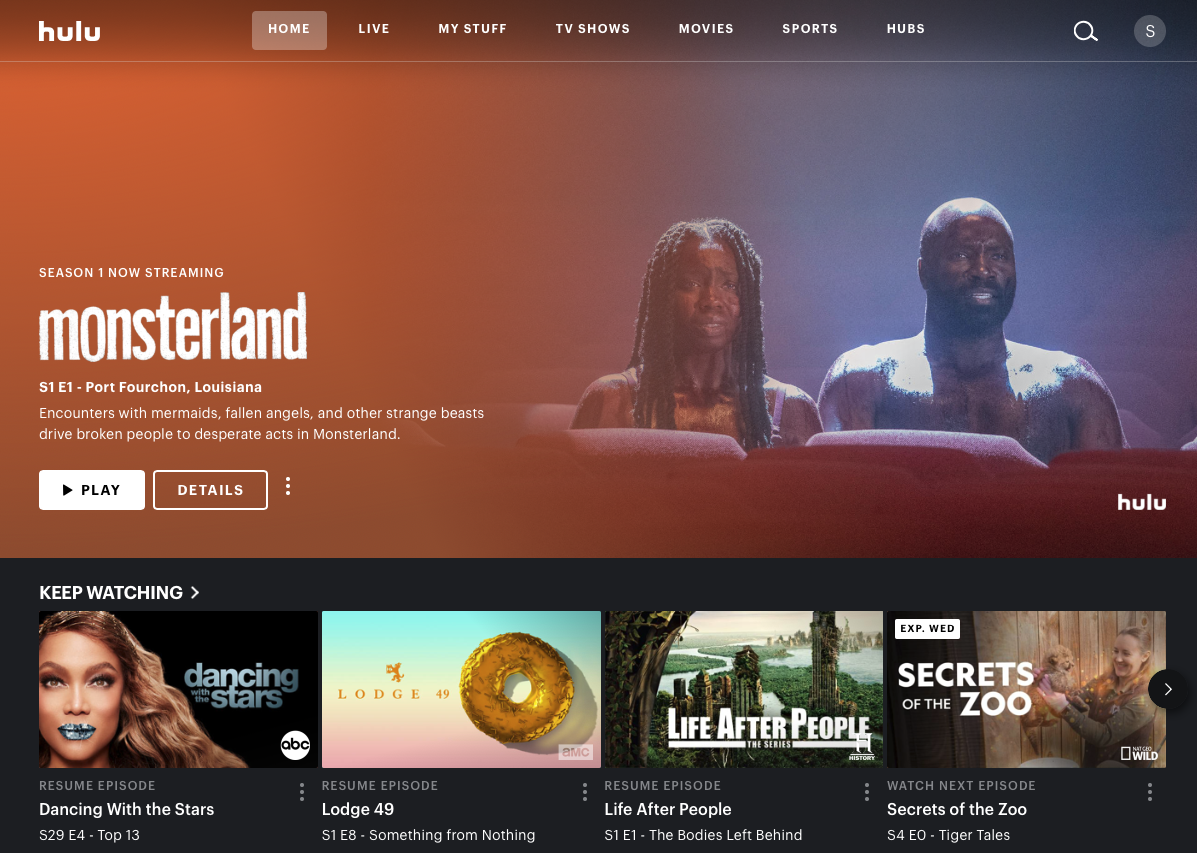 hulu
HOME
LIVE
MY STUFF
TV SHOWS
MOVIES
SPORTS
HUBS
S
SEASON 1 NOW STREAMING
monsterland
S1 E1 - Port Fourchon, Louisiana
Encounters with mermaids, fallen angels, and other strange beasts
drive broken people to desperate acts in Monsterland.
PLAY
DETAILS
hulu
KEEP WATCHING
dancing
with the
stars
abc
LODGE 49
amc
LIFE AFTER PEOPLE
THE SERIES
H
HISTORY
EXP. WED
SECRETS
OF THE ZOO
NAT GEO
WILD
RESUME EPISODE
Dancing With the Stars
S29 E4 - Top 13
RESUME EPISODE
Lodge 49
S1 E8 - Something from Nothing
RESUME EPISODE
Life After People
S1 E1 - The Bodies Left Behind
WATCH NEXT EPISODE
Secrets of the Zoo
S4 E0 - Tiger Tales